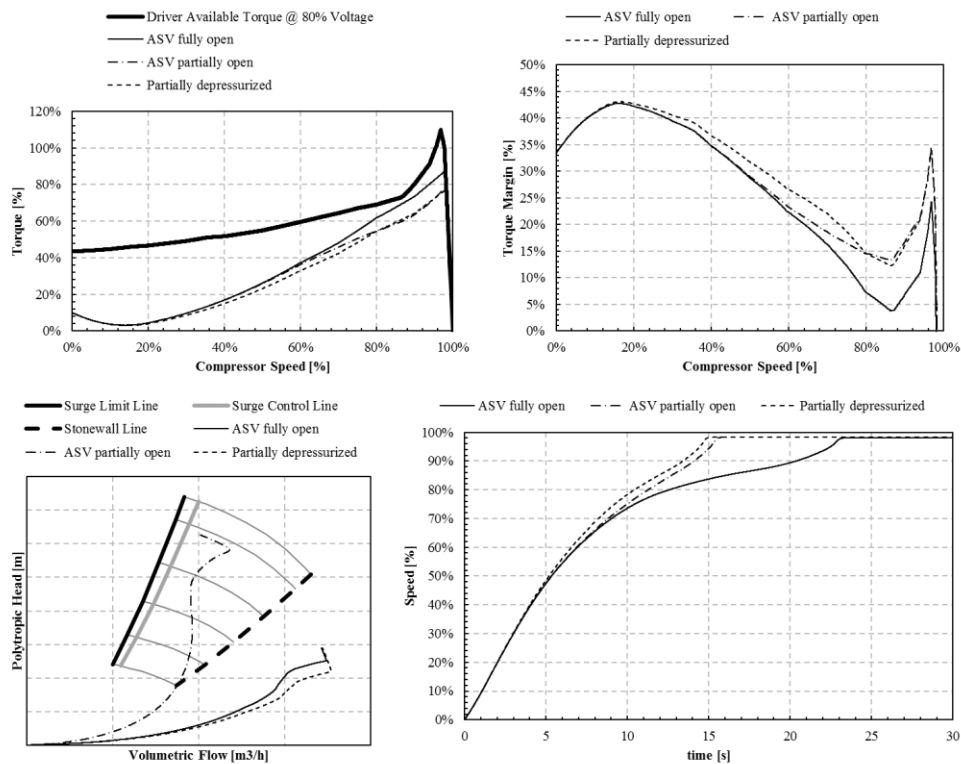 Driver Available Torque @ 80% Voltage
ASV fully open
ASV partially open
Partially depressurized
120%
100%
80%
60%
40%
20%
0%
Torque [%]
0% 20% 40% 60% 80% 100%
Compressor Speed [%]
ASV fully open ASV partially open
Partially depressurized
50%
45%
40%
35%
30%
25%
20%
15%
10%
5%
0%
Torque Margin [%]
0% 20% 40% 60% 80% 100%
Compressor Speed [%]
Surge Limit Line Surge Control Line
Stonewall Line ASV fully open
ASV partially open Partially depressurized
Polytropic Head [m]
Volumetric Flow [m3/h]
ASV fully open ASV partially open Partially depressurized
100%
90%
80%
70%
60%
50%
40%
30%
20%
10%
0%
Speed [%]
0 5 10 15 20 25 30
time [s]